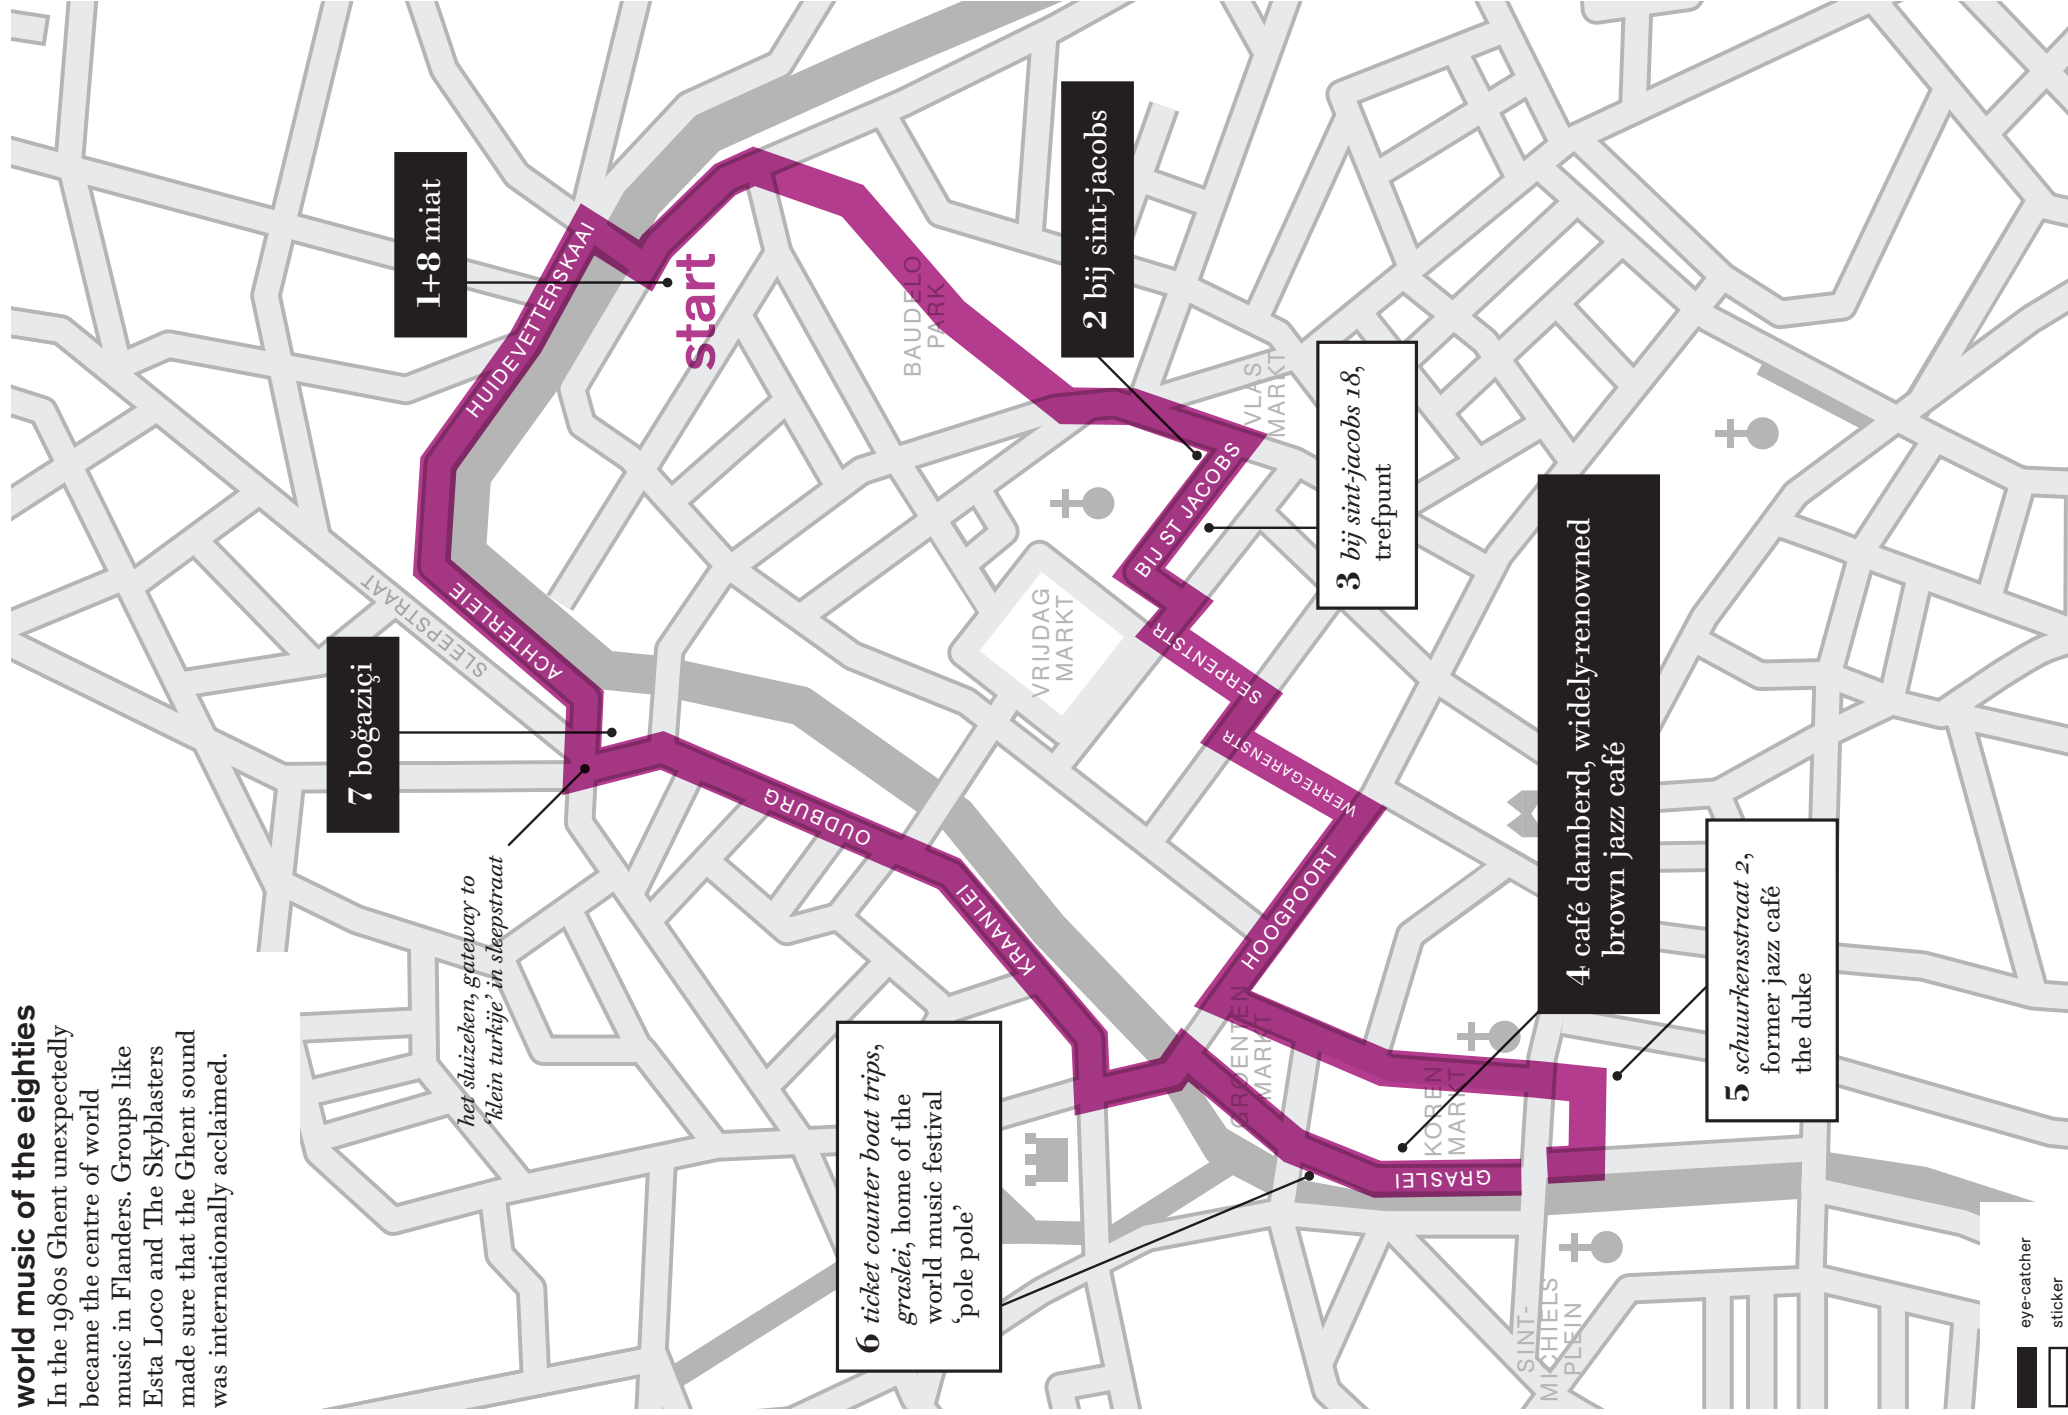 world music of the eighties
In the 1980s Ghent unexpectedly
became the centre of world
music in Flanders. Groups like
Esta Loco and The Skyblasters
made sure that the Ghent sound
was internationally acclaimed.
1+8 miat
start
HUIDEVETTERSKAAI
BAUDELO
PARK
2 bij sint-jacobs
VLAS
MARKT
BIJ ST JACOBS
3 bij sint-jacobs 18,
trefpunt
VRIJDAG
MARKT
SERPENTSTR
WERREGARENSTR
HOOGPOORT
GROENTEN
MARKT
KOREN
MARKT
4 café damberd, widely-renowned
brown jazz café
5 schuurkensstraat 2,
former jazz café
the duke
GRASLEI
SINT-
MICHIELS
PLEIN
6 ticket counter boat trips,
graslei, home of the
world music festival
‘pole pole’
KRAANLEI
OUDBURG
het sluizeken, gateway to
‘klein turkije’ in sleepstraat
7 boğaziçi
SLEEPSTRAAT
ACHTERLEIE
eye-catcher
sticker